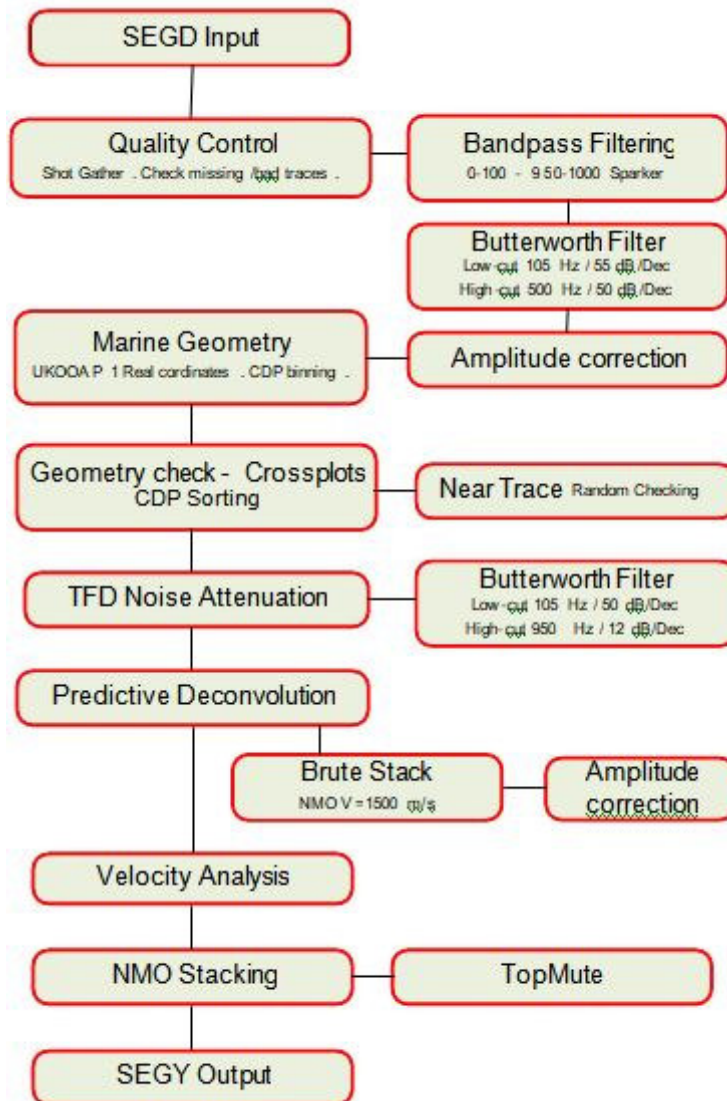 SEGD Input
Quality Control
Shot Gather . Check missing /bad traces .
Bandpass Filtering
0-100 - 950-1000 Sparker
Butterworth Filter
Low-cut 105 Hz / 55 dB /Dec
High-cut 500 Hz / 50 dB /Dec
Marine Geometry
UKOOA P 1 Real cordinates . CDP binning .
Amplitude correction
Geometry check - Crossplots
CDP Sorting
Near Trace Random Checking
TFD Noise Attenuation
Butterworth Filter
Low-cut 105 Hz / 50 dB/Dec
High-cut 950 Hz / 12 dB/Dec
Predictive Deconvolution
Brute Stack
NMO V =1500 m/s
Amplitude
correction
Velocity Analysis
NMO Stacking
TopMute
SEGY Output